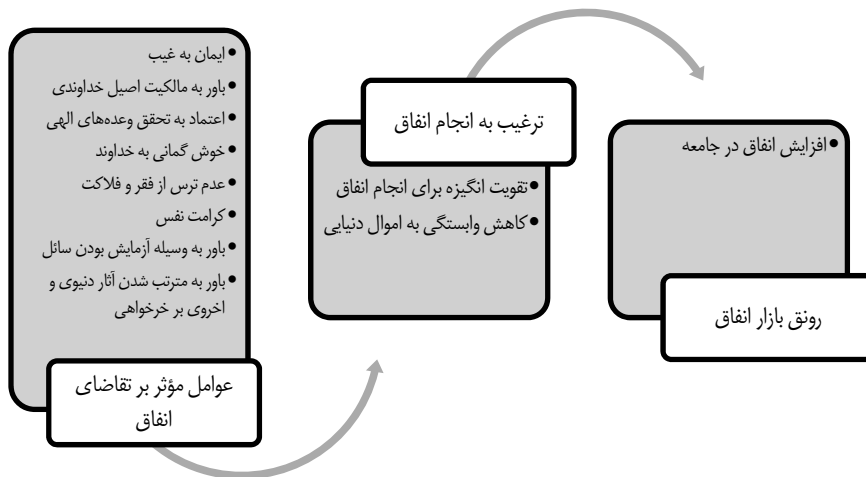 • ایمان به غیب
• باور به مالکیت اصیل خداوندی
• اعتماد به تحقق وعده‌های الهی
• خوش گمانی به خداوند
• عدم ترس از فقر و فلاکت
• کرامت نفس
• باور به وسیله آزمایش بودن سائل
• باور به مترتب شدن آثار دنیوی و
اخروی بر خرخواهی
عوامل مؤثر بر تقاضای
انفاق
ترغیب به انجام انفاق
• تقویت انگیزه برای انجام انفاق
• کاهش وابستگی به اموال دنیایی
• افزایش انفاق در جامعه
رونق بازار انفاق